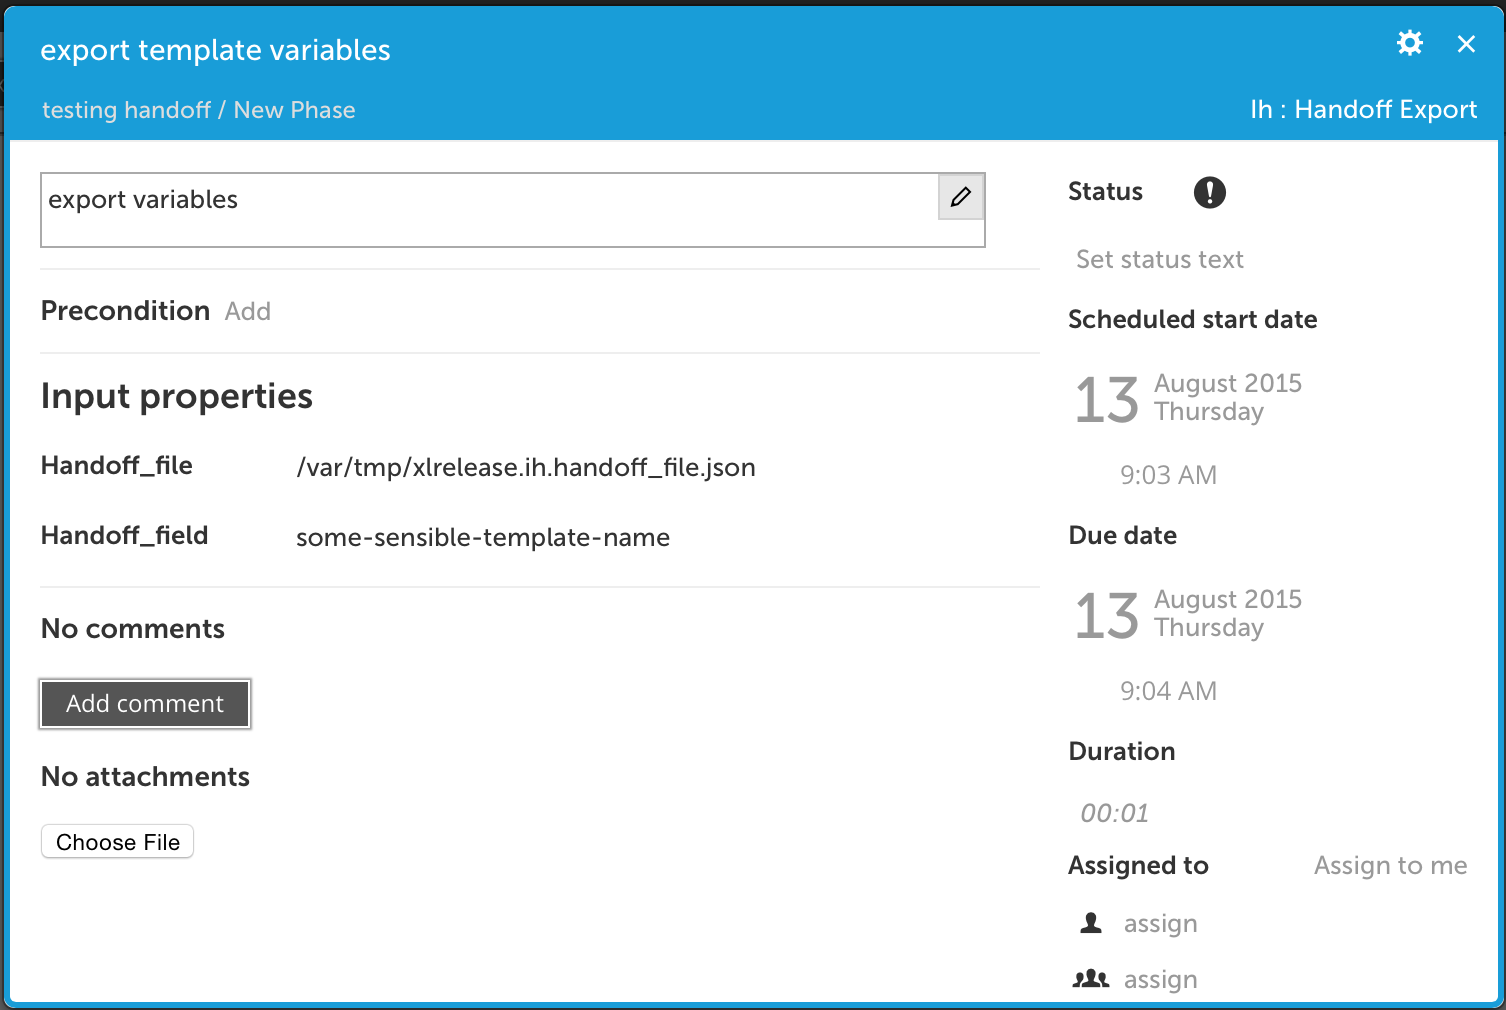 export template variables
testing handoff / New Phase
Ih : Handoff Export
export variables
Precondition Add
Input properties
Handoff_file /var/tmp/xlrelease.ih.handoff_file.json
Handoff_field some-sensible-template-name
No comments
Add comment
No attachments
Choose File
Status
Set status text
Scheduled start date
13 August 2015
Thursday
9:03 AM
Due date
13 August 2015
Thursday
9:04 AM
Duration
00:01
Assigned to Assign to me
assign
assign